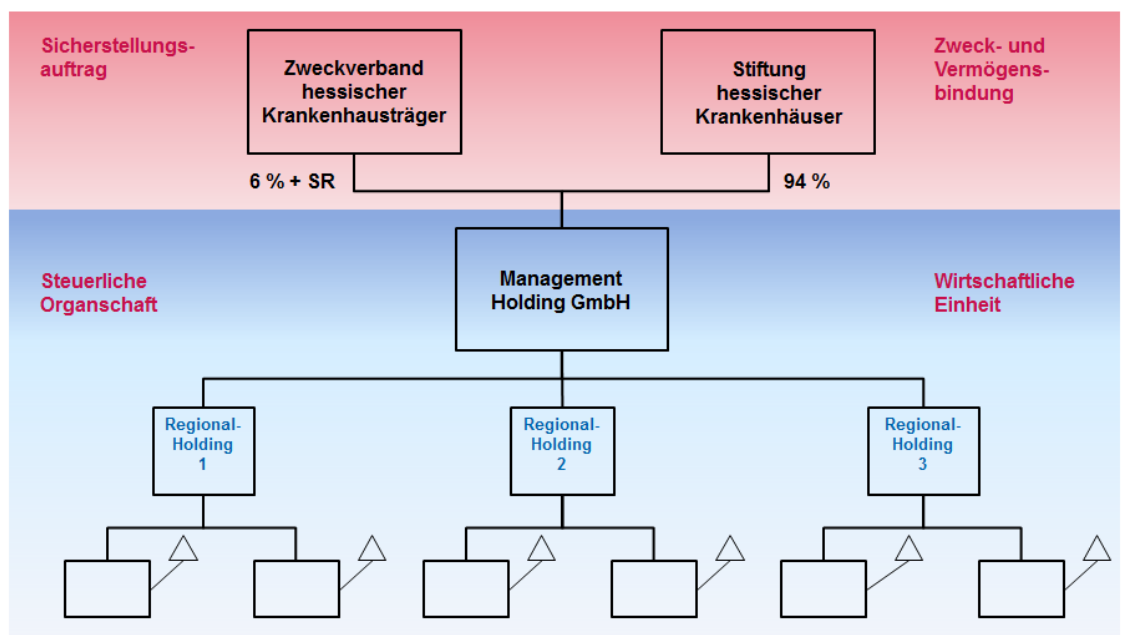 Sicherstellungs-
auftrag
Zweckverband
hessischer
Krankenhausträger
Stiftung
hessischer
Krankenhäuser
Zweck- und
Vermögens-
bindung
6 % + SR
94 %
Steuerliche
Organschaft
Management
Holding GmbH
Wirtschaftliche
Einheit
Regional-
Holding
1
Regional-
Holding
2
Regional-
Holding
3